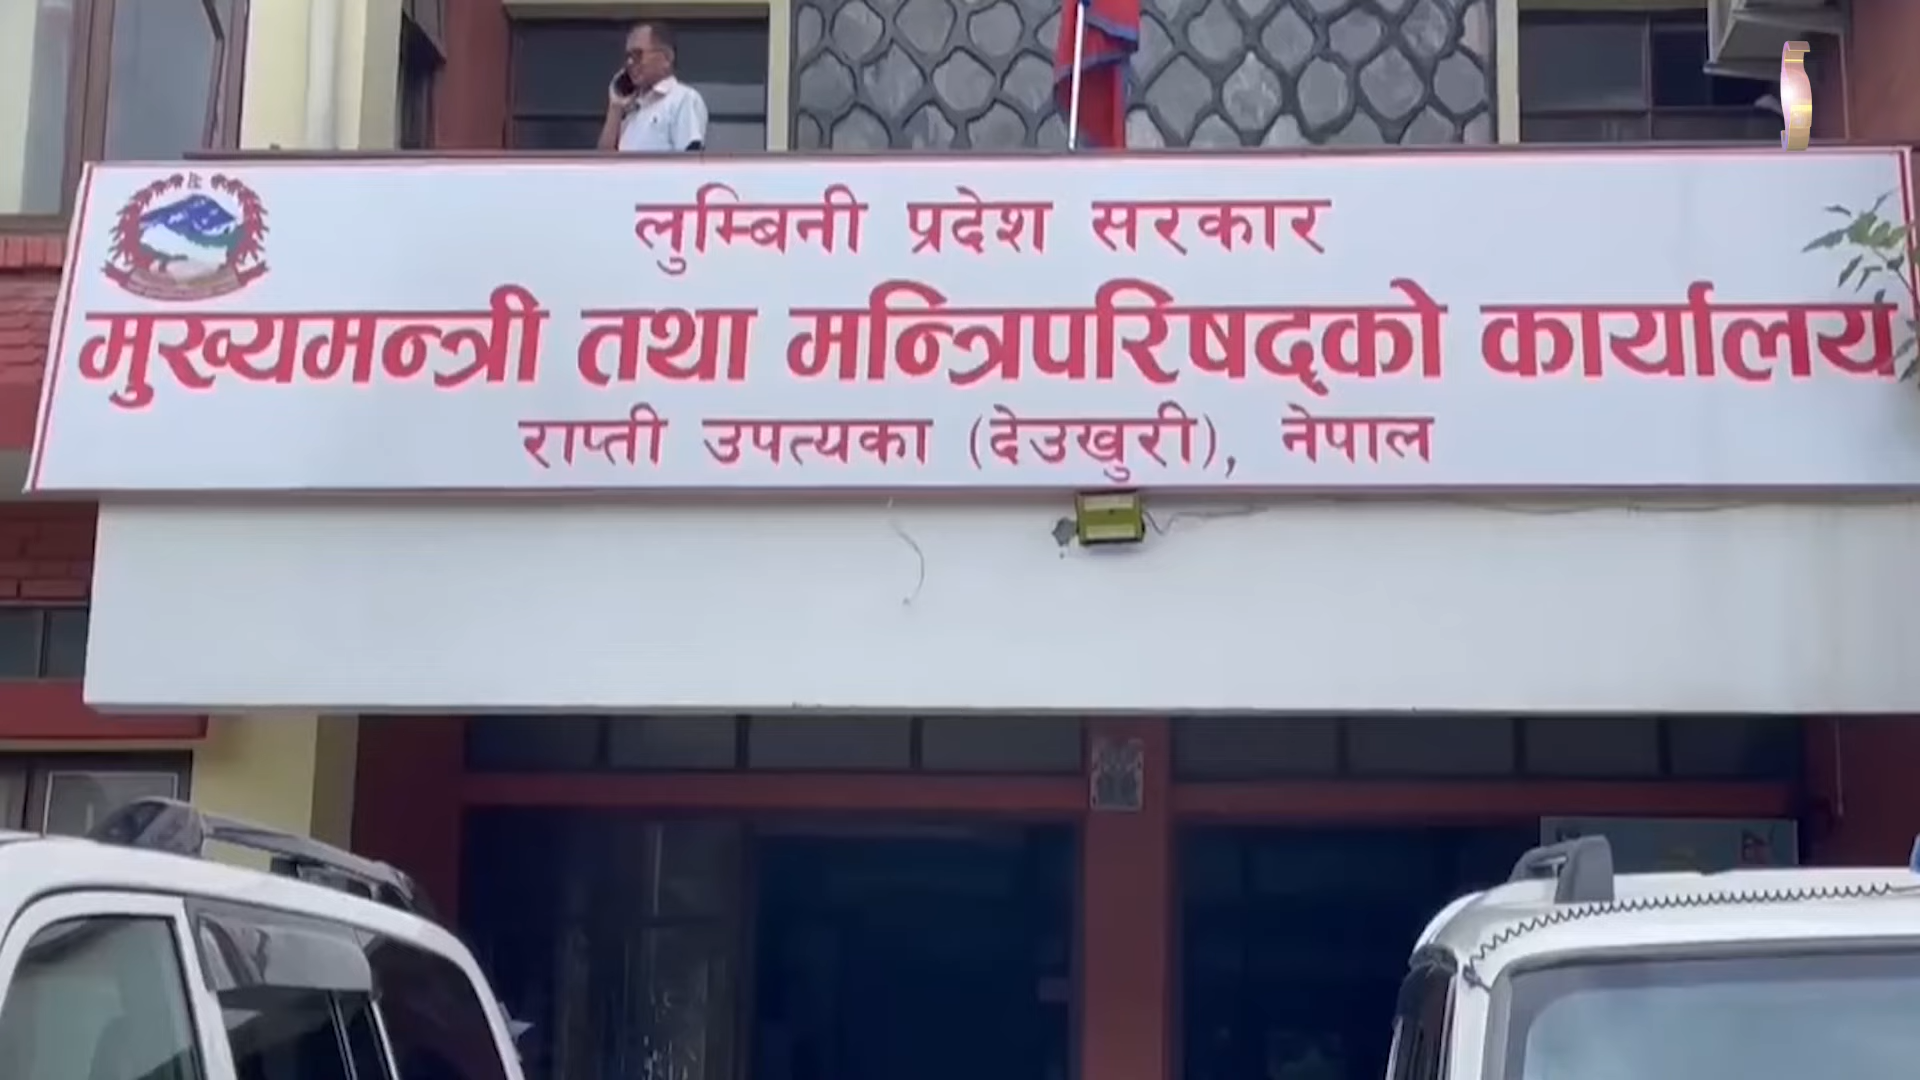 लुम्बिनी प्रदेश सरकार
मुख्यमन्त्री तथा मन्त्रिपरिषद्को कार्यालय
राप्ती उपत्यका (देउखुरी), नेपाल